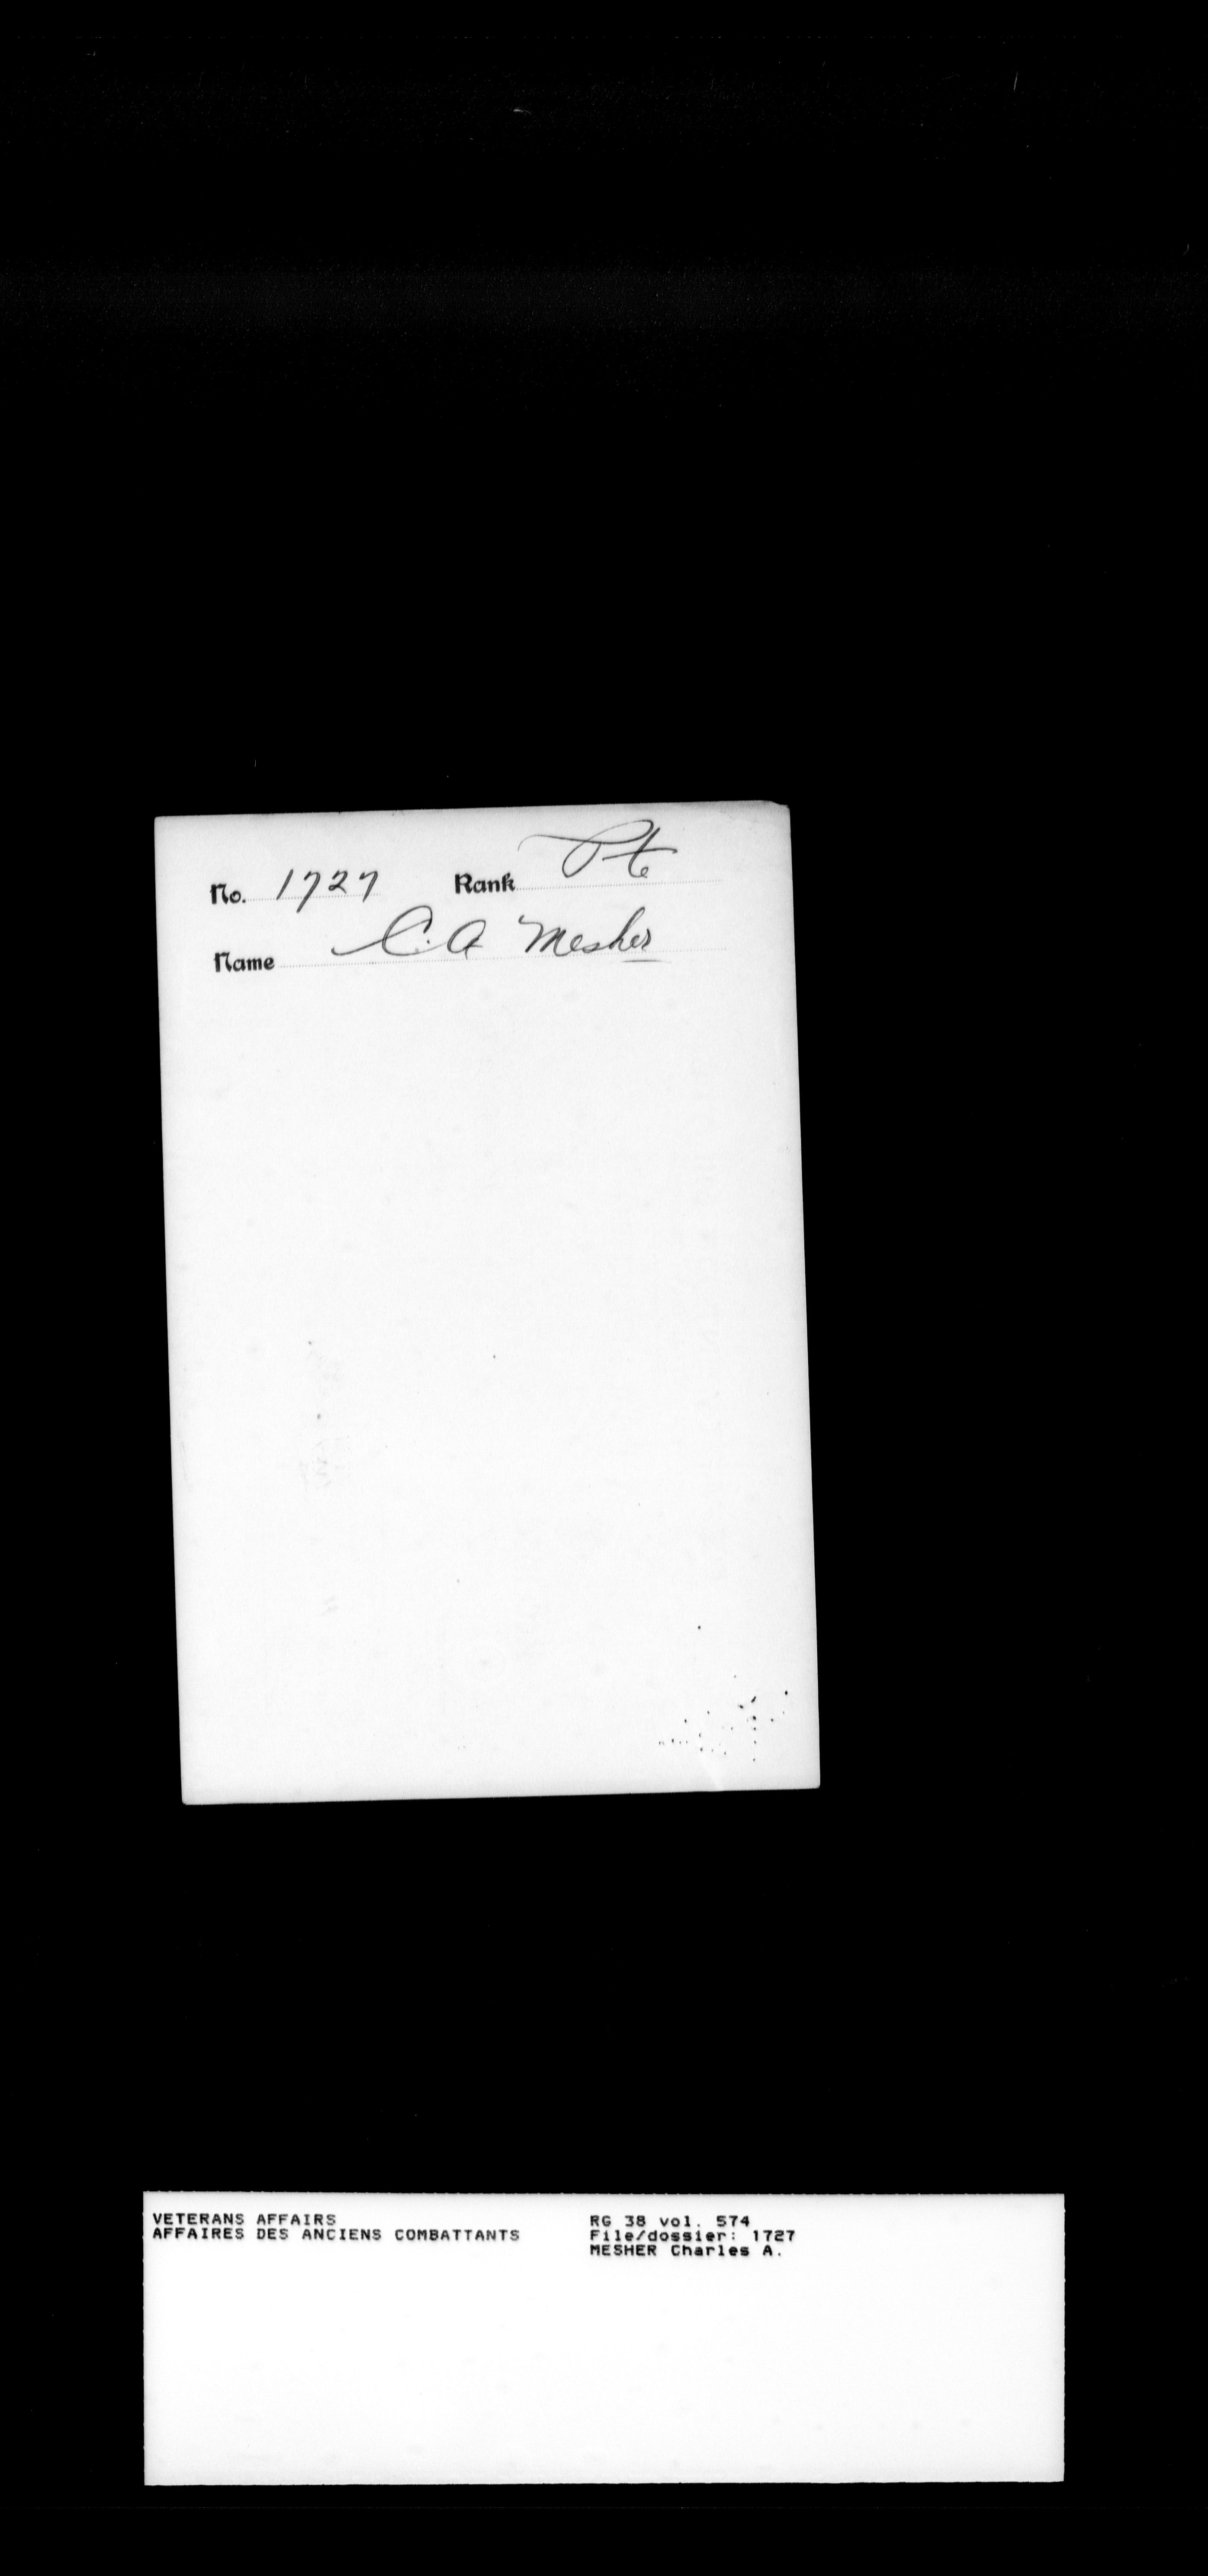 No. 1727 Rank Pte
Name C. A Mesher
VETERANS AFFAIRS
AFFAIRES DES ANCIENS COMBATTANTS
RG 38 vol. 574
File/dossier: 1727
MESHER Charles A.